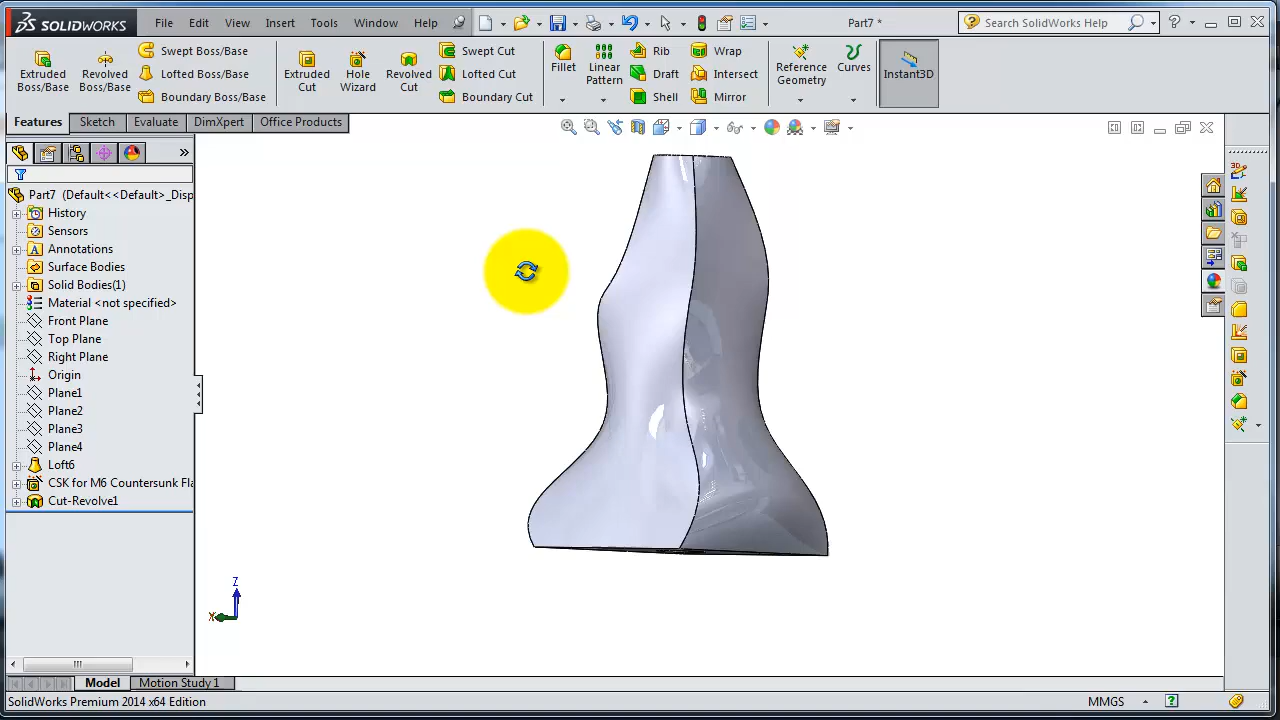 SOLIDWORKS File Edit View Insert Tools Window Help Part7 * Search SolidWorks Help
Extruded Boss/Base Revolved Boss/Base Swept Boss/Base Lofted Boss/Base Boundary Boss/Base Extruded Cut Hole Wizard Revolved Cut Swept Cut Lofted Cut Boundary Cut Fillet Linear Pattern Rib Draft Shell Wrap Intersect Mirror Reference Geometry Curves Instant3D
Features Sketch Evaluate DimXpert Office Products
Part7 (Default<<Default>_Disp
History
Sensors
Annotations
Surface Bodies
Solid Bodies(1)
Material <not specified>
Front Plane
Top Plane
Right Plane
Origin
Plane1
Plane2
Plane3
Plane4
Loft6
CSK for M6 Countersunk Fla
Cut-Revolve1
Z
X
Model Motion Study 1
SolidWorks Premium 2014 x64 Edition MMGS